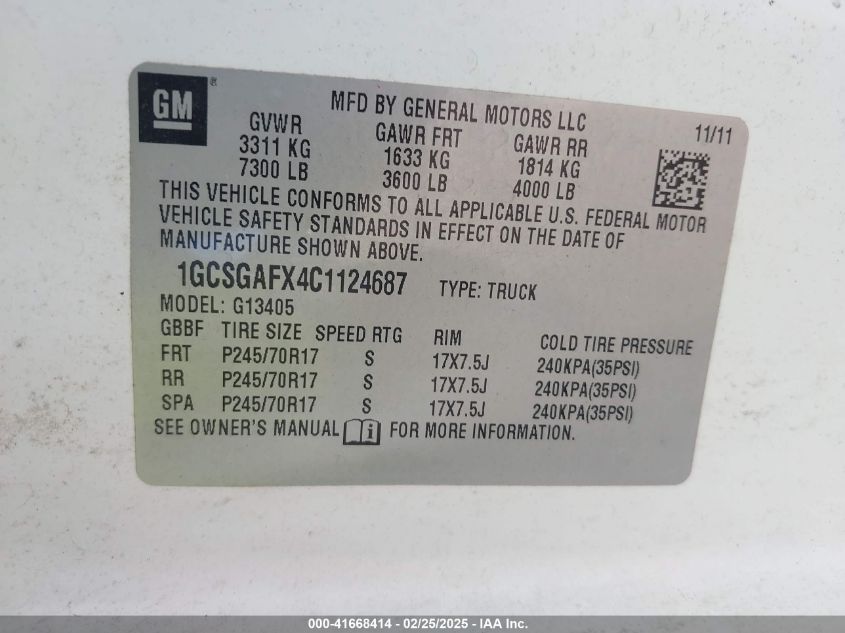 GM®
MFD BY GENERAL MOTORS LLC
11/11
GVWR GAWR FRT GAWR RR
3311 KG 1633 KG 1814 KG
7300 LB 3600 LB 4000 LB
THIS VEHICLE CONFORMS TO ALL APPLICABLE U.S. FEDERAL MOTOR
VEHICLE SAFETY STANDARDS IN EFFECT ON THE DATE OF
MANUFACTURE SHOWN ABOVE.
1GCSGAFX4C1124687 TYPE: TRUCK
MODEL: G13405
GBBF TIRE SIZE SPEED RTG RIM COLD TIRE PRESSURE
FRT P245/70R17 S 17X7.5J 240KPA(35PSI)
RR P245/70R17 S 17X7.5J 240KPA(35PSI)
SPA P245/70R17 S 17X7.5J 240KPA(35PSI)
SEE OWNER'S MANUAL i FOR MORE INFORMATION.
000-41668414 - 02/25/2025 - IAA Inc.